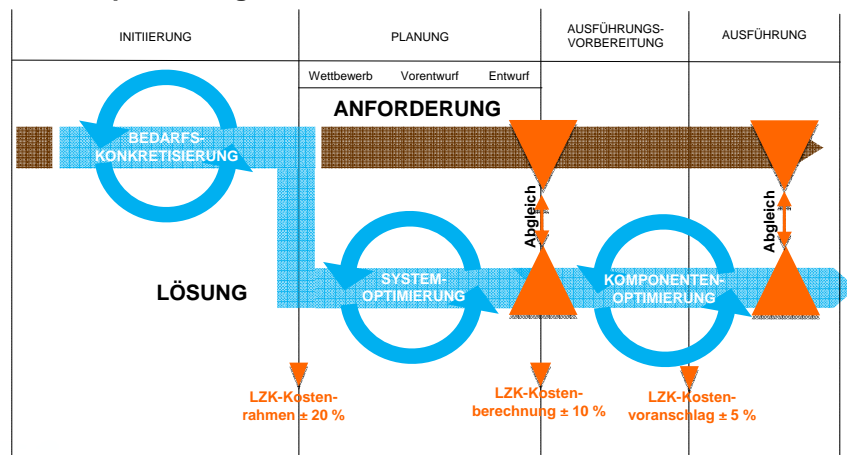 INITIIERUNG
PLANUNG
AUSFÜHRUNGS-
VORBEREITUNG
AUSFÜHRUNG
Wettbewerb Vorentwurf Entwurf
ANFORDERUNG
BEDARFS-
KONKRETISIERUNG
Abgleich
Abgleich
LÖSUNG
SYSTEM-
OPTIMIERUNG
KOMPONENTEN-
OPTIMIERUNG
LZK-Kosten-
rahmen ± 20 %
LZK-Kosten-
berechnung ± 10 %
LZK-Kosten-
voranschlag ± 5 %